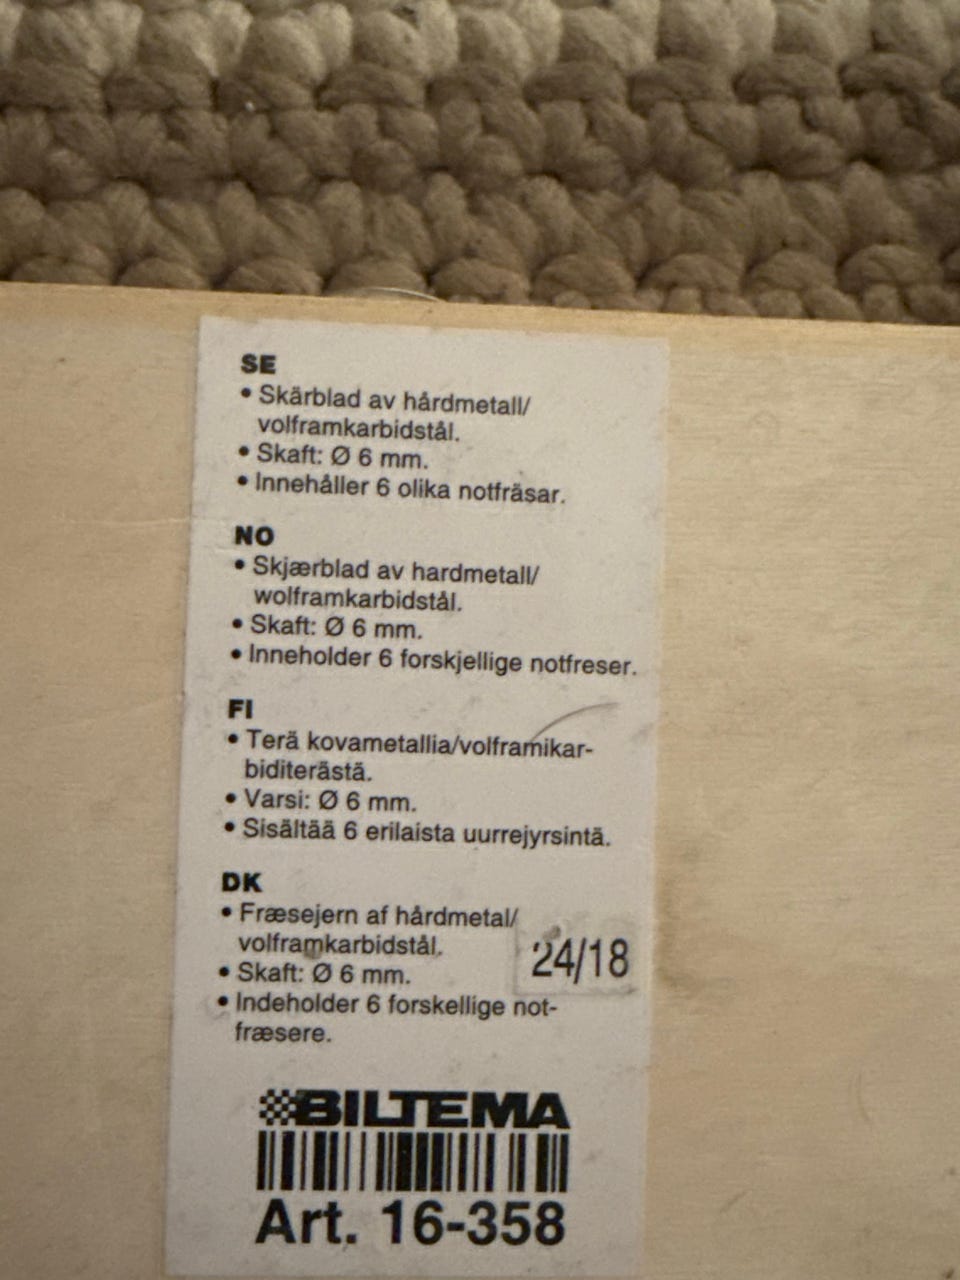 SE
• Skärblad av hårdmetall/
volframkarbidstål.
• Skaft: Ø 6 mm.
• Innehåller 6 olika notfräsar.
NO
• Skjærblad av hardmetall/
wolframkarbidstål.
• Skaft: Ø 6 mm.
• Inneholder 6 forskjellige notfreser.
FI
• Terä kovametallia/volframikar-
biditerästä.
• Varsi: Ø 6 mm.
• Sisältää 6 erilaista uurrejyrsintä.
DK
• Fræsejern af hårdmetal/
volframkarbidstål.
• Skaft: Ø 6 mm.
• Indeholder 6 forskellige not-
fræsere.
24/18
BILTEMA
Art. 16-358